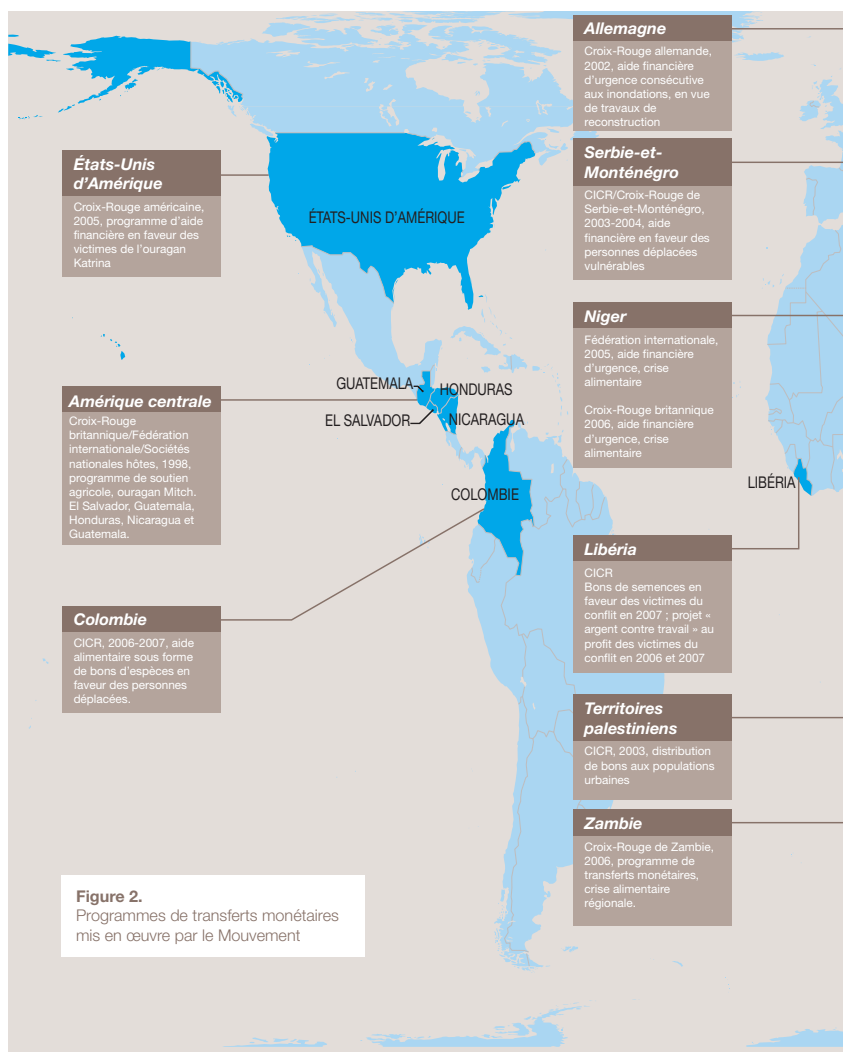 États-Unis
d’Amérique
Croix-Rouge américaine,
2005, programme d’aide
financière en faveur des
victimes de l’ouragan
Katrina
ÉTATS-UNIS D’AMÉRIQUE
Amérique centrale
Croix-Rouge
britannique/Fédération
internationale/Sociétés
nationales hôtes, 1998,
programme de soutien
agricole, ouragan Mitch.
El Salvador, Guatemala,
Honduras, Nicaragua et
Guatemala.
GUATEMALA
HONDURAS
EL SALVADOR
NICARAGUA
COLOMBIE
Colombie
CICR, 2006-2007, aide
alimentaire sous forme
de bons d’espèces en
faveur des personnes
déplacées.
Allemagne
Croix-Rouge allemande,
2002, aide financière
d’urgence consécutive
aux inondations, en vue
de travaux de
reconstruction
Serbie-et-
Monténégro
CICR/Croix-Rouge de
Serbie-et-Monténégro,
2003-2004, aide
financière en faveur des
personnes déplacées
vulnérables
Niger
Fédération internationale,
2005, aide financière
d’urgence, crise
alimentaire
Croix-Rouge britannique
2006, aide financière
d’urgence, crise
alimentaire
LIBÉRIA
Libéria
CICR
Bons de semences en
faveur des victimes du
conflit en 2007 ; projet «
argent contre travail » au
profit des victimes du
conflit en 2006 et 2007
Territoires
palestiniens
CICR, 2003, distribution
de bons aux populations
urbaines
Zambie
Croix-Rouge de Zambie,
2006, programme de
transferts monétaires,
crise alimentaire
régionale.
Figure 2.
Programmes de transferts monétaires
mis en œuvre par le Mouvement